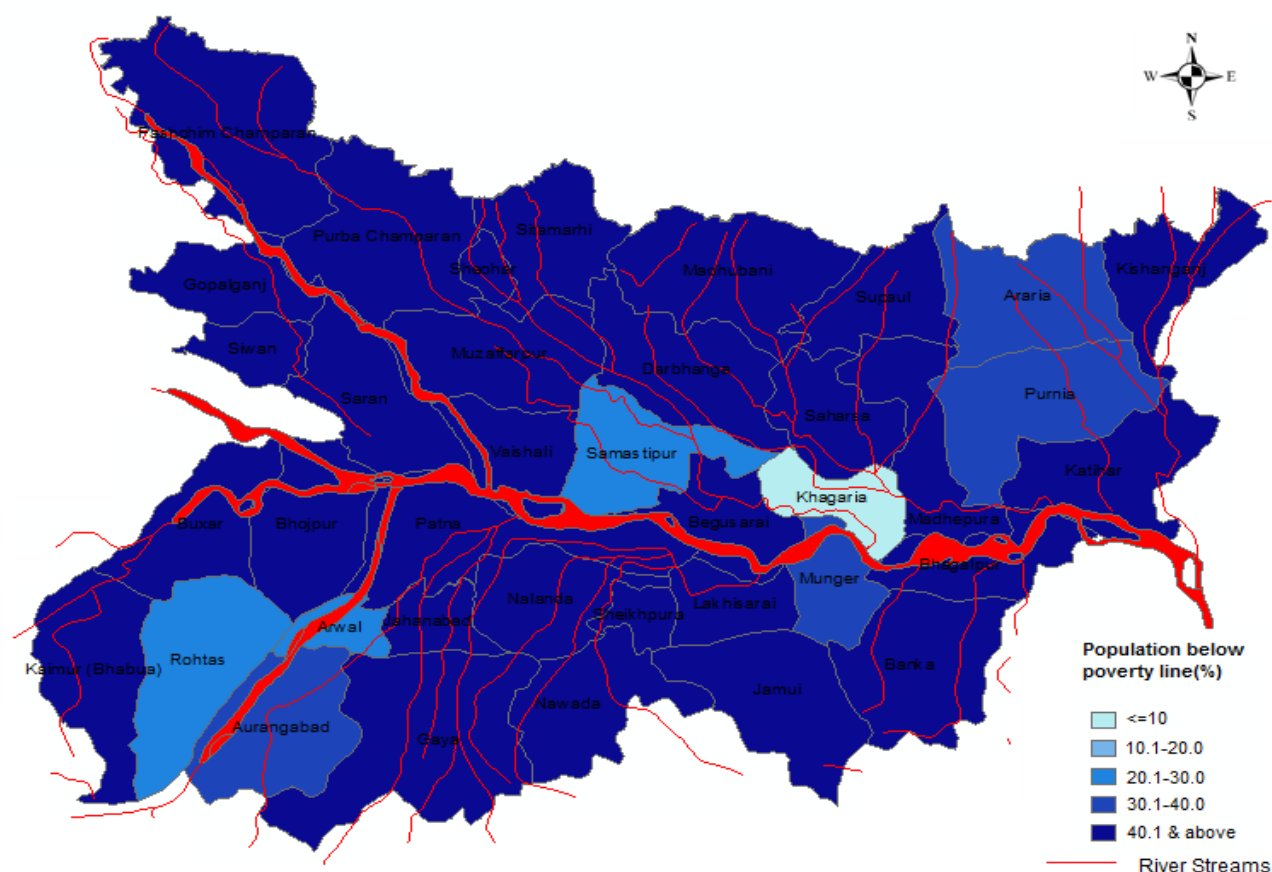 N
W E
S
Pashchim Champaran
Purba Champaran
Sitamarhi
Sheohar
Madhubani
Kishanganj
Gopalganj
Supaul
Araria
Siwan
Muzaffarpur
Darbhanga
Saran
Purnia
Saharsa
Vaishali
Samastipur
Katihar
Khagaria
Buxar
Bhojpur
Patna
Begusarai
Madhepura
Bhagalpur
Munger
Nalanda
Lakhisarai
Sheikhpura
Arwal
Jahanabad
Rohtas
Kaimur (Bhabua)
Banka
Jamui
Nawada
Aurangabad
Gaya
Population below
poverty line(%)
<=10
10.1-20.0
20.1-30.0
30.1-40.0
40.1 & above
River Streams